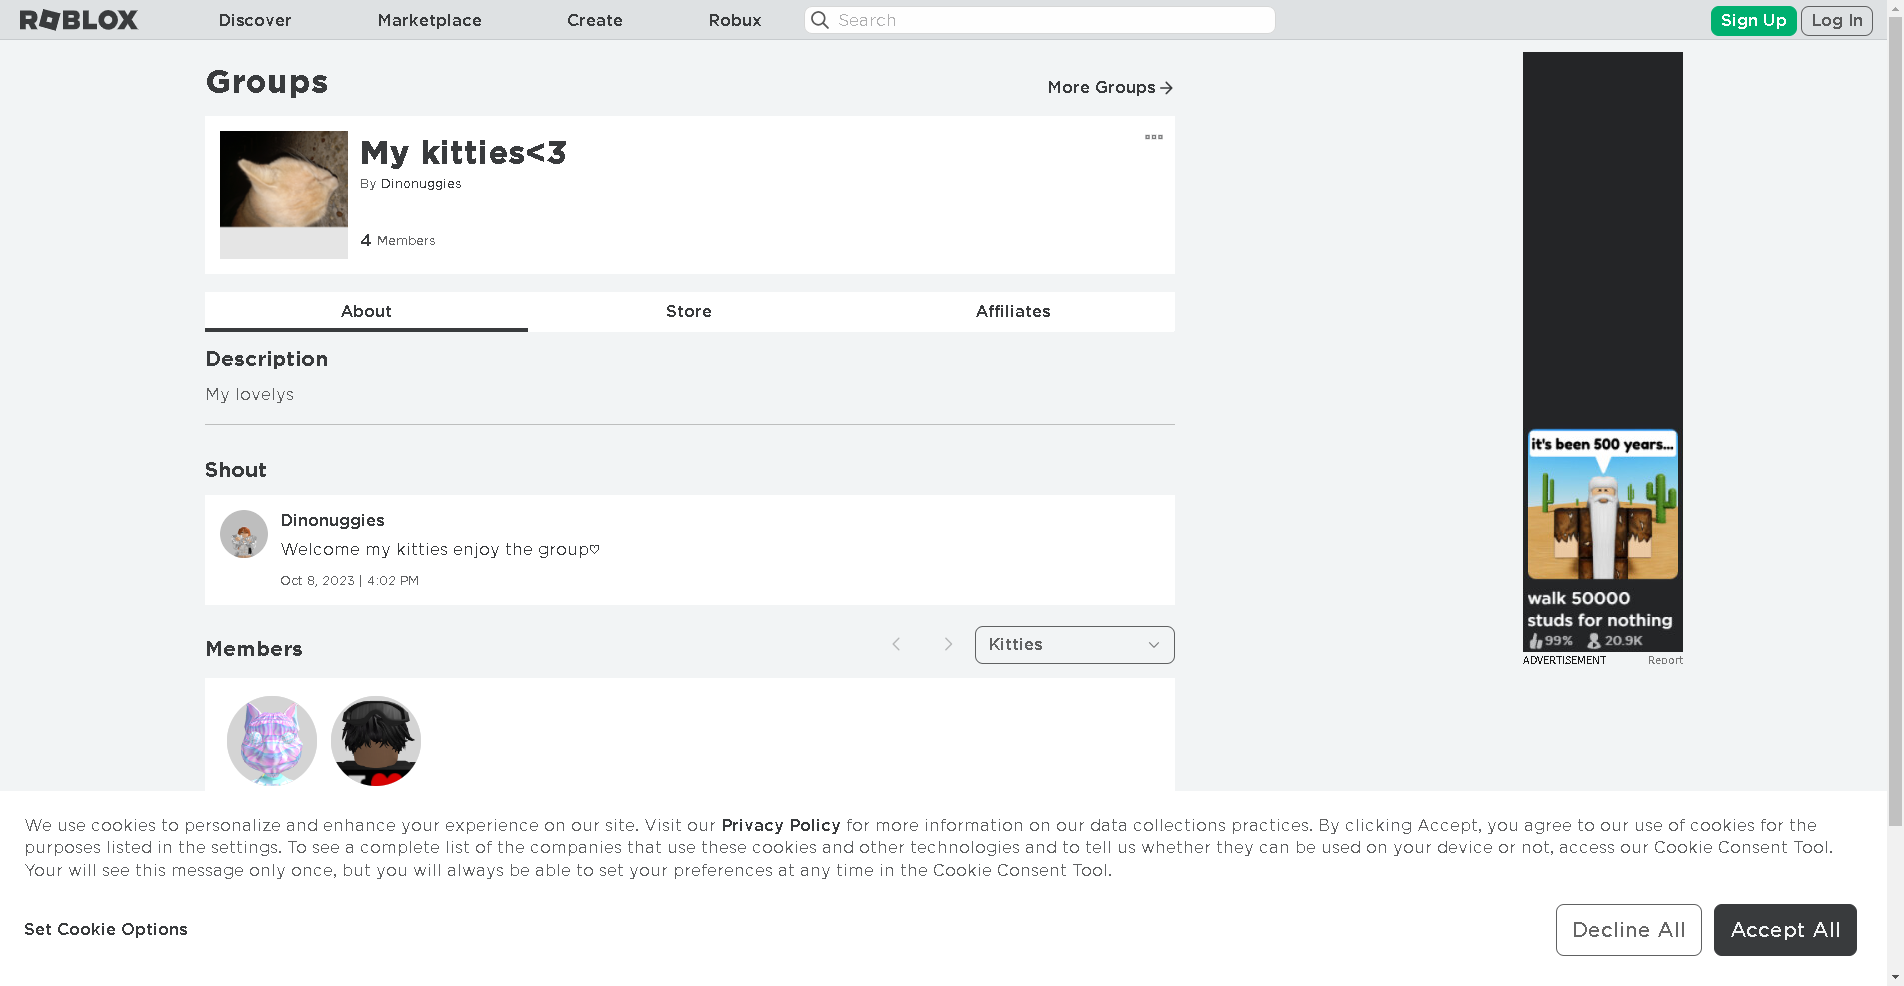 ROBLOX
Discover
Marketplace
Create
Robux
Search
Sign Up
Log In
Groups
More Groups
My kitties<3
By Dinonuggies
4 Members
About
Store
Affiliates
Description
My lovelys
Shout
Dinonuggies
Welcome my kitties enjoy the group♡
Oct 8, 2023 | 4:02 PM
Members
Kitties
it's been 500 years...
walk 50000
studs for nothing
99% 20.9K
ADVERTISEMENT
Report
We use cookies to personalize and enhance your experience on our site. Visit our Privacy Policy for more information on our data collections practices. By clicking Accept, you agree to our use of cookies for the
purposes listed in the settings. To see a complete list of the companies that use these cookies and other technologies and to tell us whether they can be used on your device or not, access our Cookie Consent Tool.
Your will see this message only once, but you will always be able to set your preferences at any time in the Cookie Consent Tool.
Set Cookie Options
Decline All
Accept All